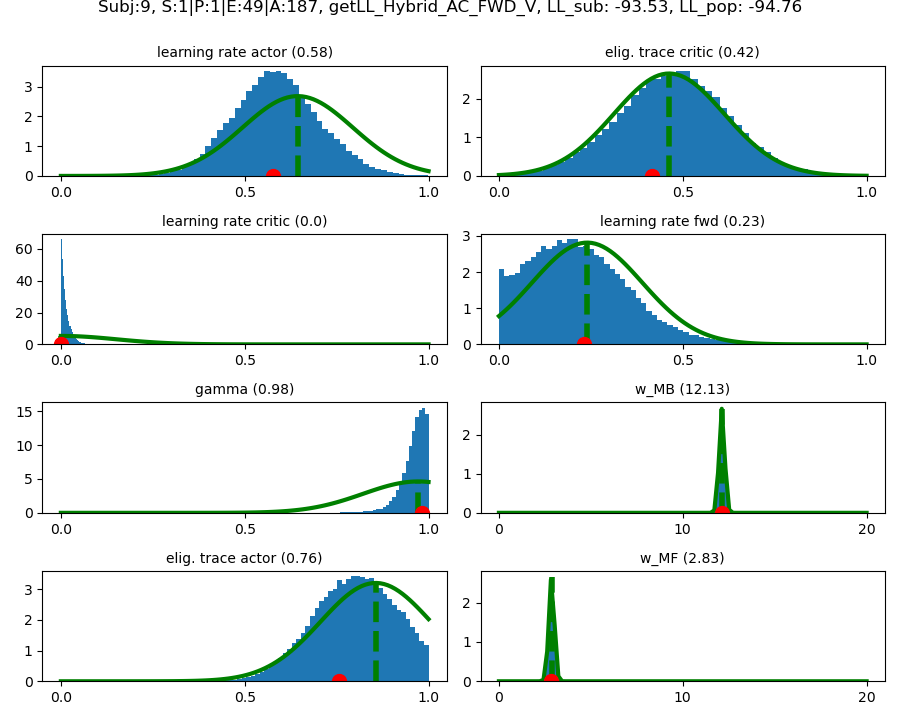 Subj:9, S:1|P:1|E:49|A:187, getLL_Hybrid_AC_FWD_V, LL_sub: -93.53, LL_pop: -94.76
learning rate actor (0.58)
3
2
1
0
0.0 0.5 1.0
elig. trace critic (0.42)
2
1
0
0.0 0.5 1.0
learning rate critic (0.0)
60
40
20
0
0.0 0.5 1.0
learning rate fwd (0.23)
3
2
1
0
0.0 0.5 1.0
gamma (0.98)
15
10
5
0
0.0 0.5 1.0
w_MB (12.13)
2
1
0
0 10 20
elig. trace actor (0.76)
3
2
1
0
0.0 0.5 1.0
w_MF (2.83)
2
1
0
0 10 20